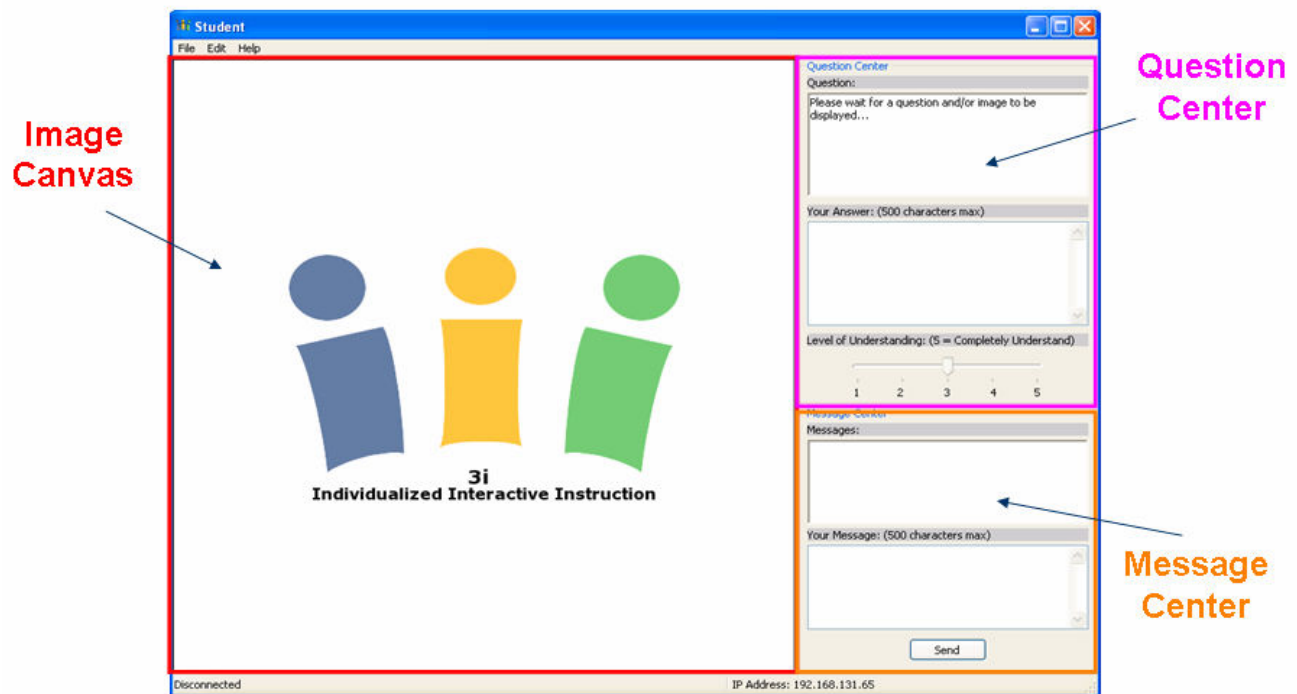 Student
File Edit Help
Image
Canvas
3i
Individualized Interactive Instruction
Question Center
Question:
Please wait for a question and/or image to be
displayed...
Your Answer: (500 characters max)
Level of Understanding: (5 = Completely Understand)
1 2 3 4 5
Question
Center
Message Center
Messages:
Your Message: (500 characters max)
Send
Message
Center
Disconnected
IP Address: 192.168.131.65